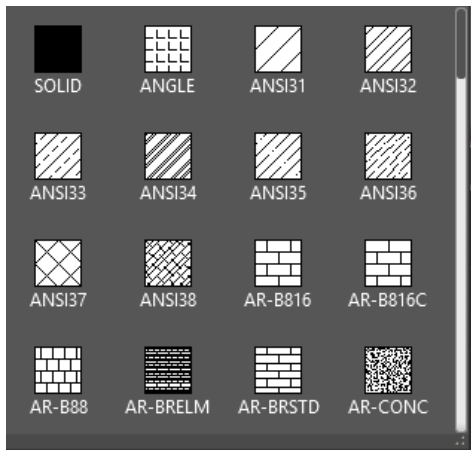 SOLID ANGLE ANSI31 ANSI32
ANSI33 ANSI34 ANSI35 ANSI36
ANSI37 ANSI38 AR-B816 AR-B816C
AR-B88 AR-BRELM AR-BRSTD AR-CONC